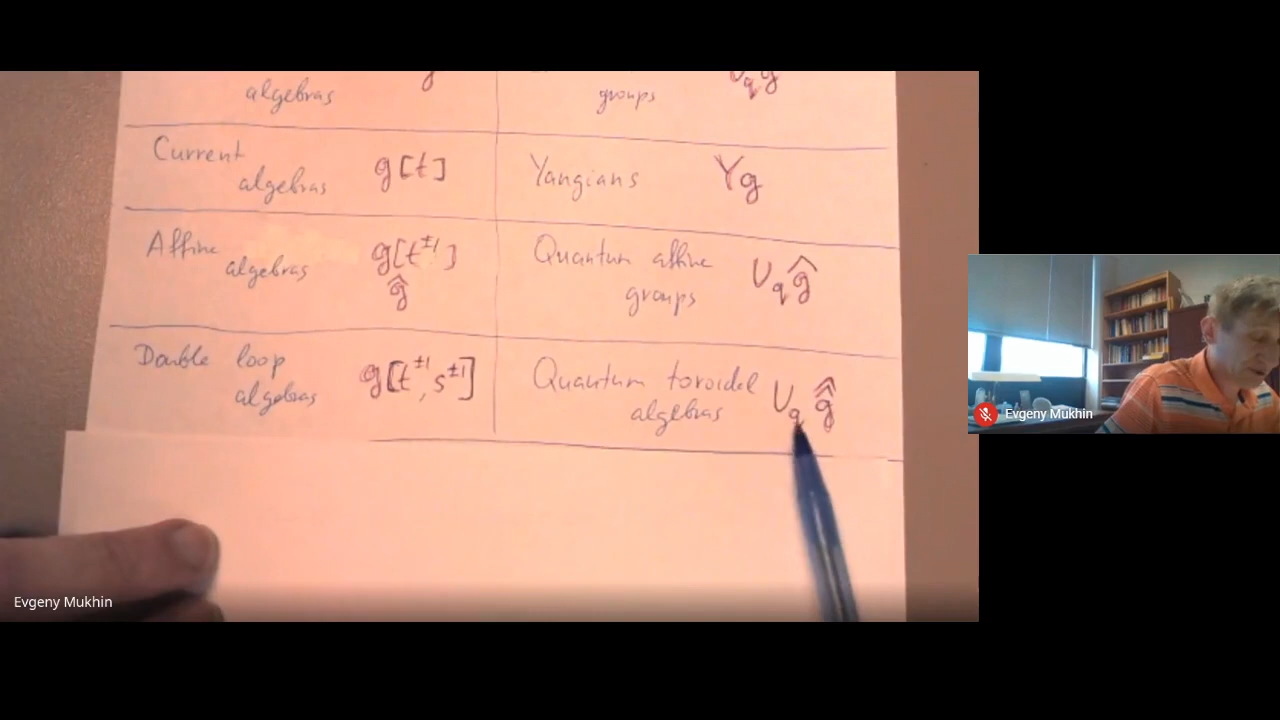 algebras g groups U_q g
Current
algebras g[t] Yangians Yg
Affine
algebras g[t^{±1}] Quantum affine
ĝ groups U_q ĝ
Double loop
algebras g[t^{±1}, s^{±1}] Quantum toroidal
algebras U_q ĝ̂
Evgeny Mukhin
Evgeny Mukhin